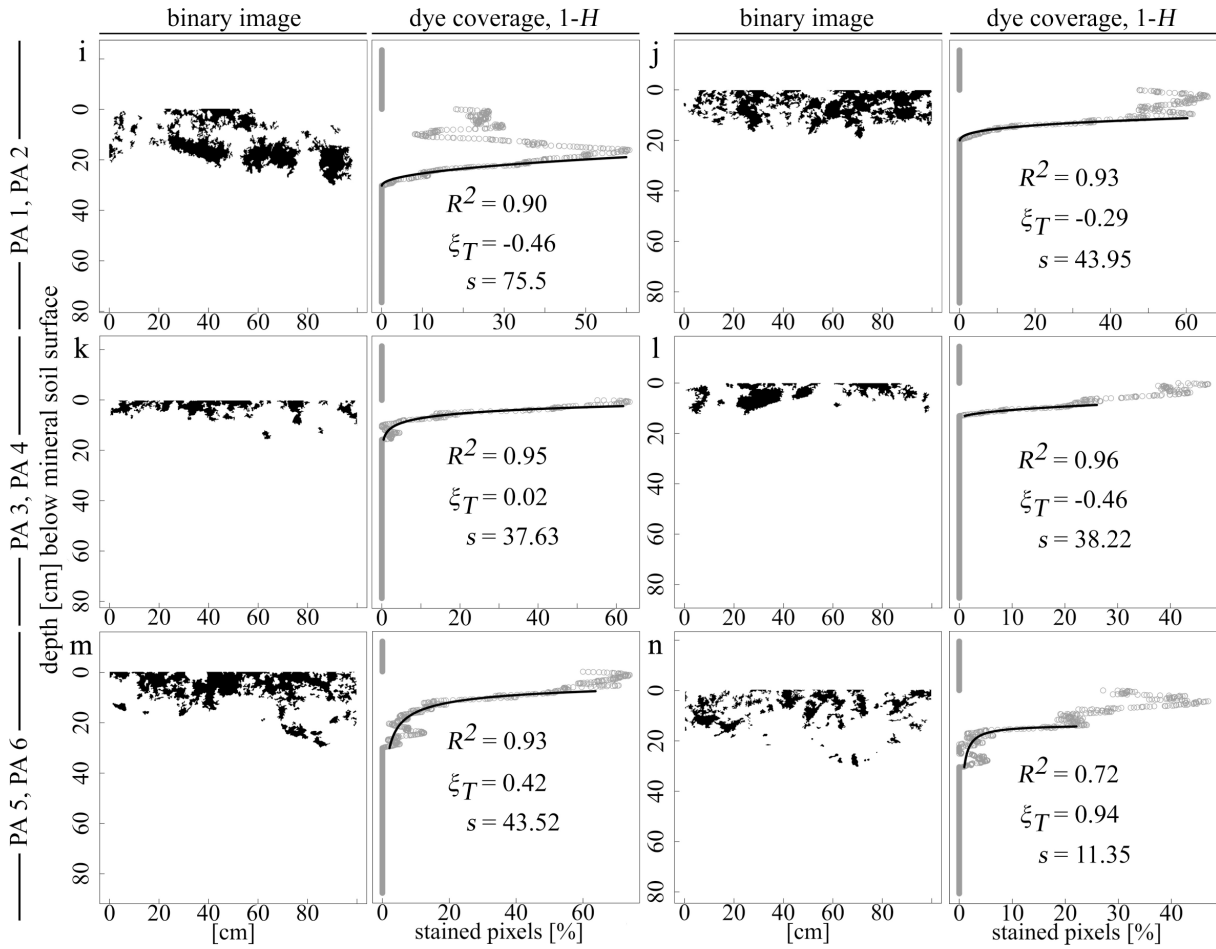 binary image dye coverage, 1-H binary image dye coverage, 1-H
PA 1, PA 2
PA 3, PA 4
PA 5, PA 6
depth [cm] below mineral soil surface
i
0 20 40 60 80
0 20 40 60 80
R² = 0.90
ξT = -0.46
s = 75.5
0 10 30 50
j
0 20 40 60 80
0 20 40 60 80
R² = 0.93
ξT = -0.29
s = 43.95
0 10 20 30 40 50 60
k
0 20 40 60 80
0 20 40 60 80
R² = 0.95
ξT = 0.02
s = 37.63
0 10 20 30 40 50 60
l
0 20 40 60 80
0 20 40 60 80
R² = 0.96
ξT = -0.46
s = 38.22
0 10 20 30 40
m
0 20 40 60 80
0 20 40 60 80
R² = 0.93
ξT = 0.42
s = 43.52
0 20 40 60
n
0 20 40 60 80
0 20 40 60 80
R² = 0.72
ξT = 0.94
s = 11.35
0 10 20 30 40
[cm] stained pixels [%] [cm] stained pixels [%]